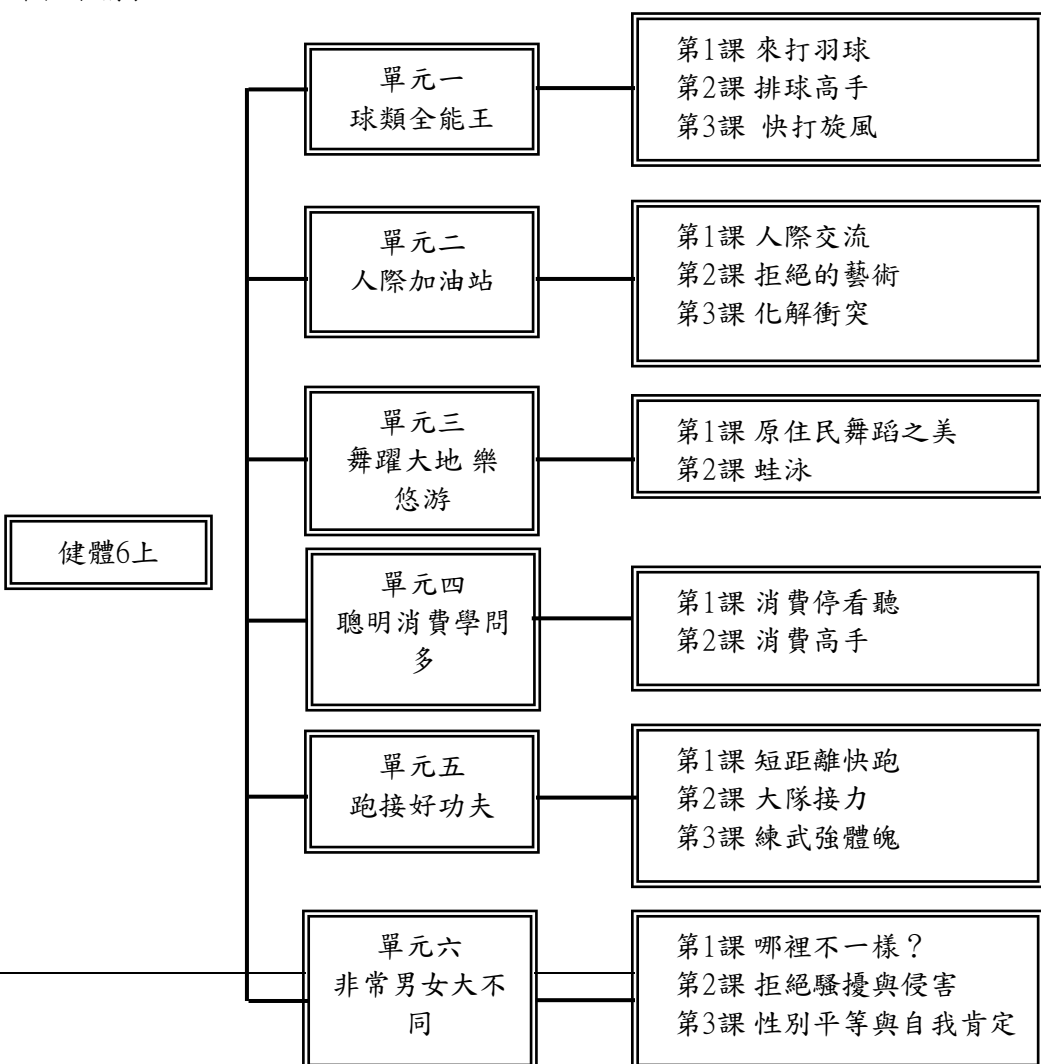 單元一
球類全能王
第1課 來打羽球
第2課 排球高手
第3課 快打旋風
單元二
人際加油站
第1課 人際交流
第2課 拒絕的藝術
第3課 化解衝突
單元三
舞躍大地 樂
悠游
第1課 原住民舞蹈之美
第2課 蛙泳
健體6上
單元四
聰明消費學問
多
第1課 消費停看聽
第2課 消費高手
單元五
跑接好功夫
第1課 短距離快跑
第2課 大隊接力
第3課 練武強體魄
單元六
非常男女大不
同
第1課 哪裡不一樣？
第2課 拒絕騷擾與侵害
第3課 性別平等與自我肯定